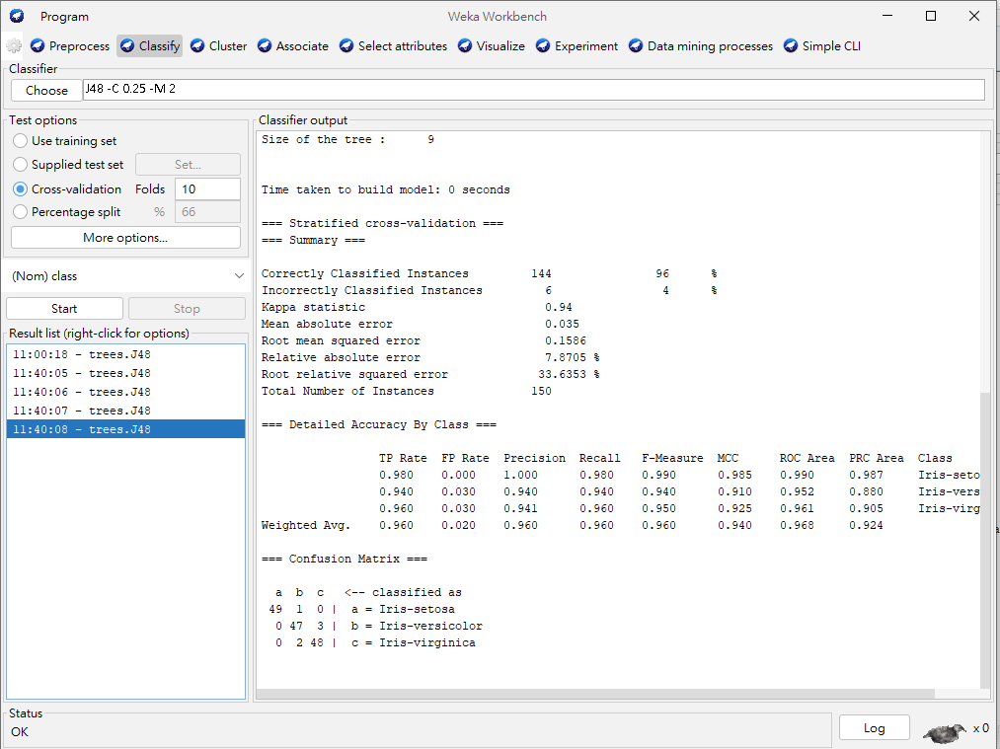 Program
Weka Workbench
Preprocess Classify Cluster Associate Select attributes Visualize Experiment Data mining processes Simple CLI
Classifier
Choose J48 -C 0.25 -M 2
Test options
Use training set
Supplied test set Set...
Cross-validation Folds 10
Percentage split % 66
More options...
(Nom) class
Start Stop
Result list (right-click for options)
11:00:18 - trees.J48
11:40:05 - trees.J48
11:40:06 - trees.J48
11:40:07 - trees.J48
11:40:08 - trees.J48
Classifier output
Size of the tree : 9
Time taken to build model: 0 seconds
=== Stratified cross-validation ===
=== Summary ===
Correctly Classified Instances 144 96 %
Incorrectly Classified Instances 6 4 %
Kappa statistic 0.94
Mean absolute error 0.035
Root mean squared error 0.1586
Relative absolute error 7.8705 %
Root relative squared error 33.6353 %
Total Number of Instances 150
=== Detailed Accuracy By Class ===
TP Rate FP Rate Precision Recall F-Measure MCC ROC Area PRC Area Class
0.980 0.000 1.000 0.980 0.990 0.985 0.990 0.987 Iris-seto
0.940 0.030 0.940 0.940 0.940 0.910 0.952 0.880 Iris-vers
0.960 0.030 0.941 0.960 0.950 0.925 0.961 0.905 Iris-virg
Weighted Avg. 0.960 0.020 0.960 0.960 0.960 0.940 0.968 0.924
=== Confusion Matrix ===
a b c <-- classified as
49 1 0 | a = Iris-setosa
0 47 3 | b = Iris-versicolor
0 2 48 | c = Iris-virginica
Status
OK
Log
x 0